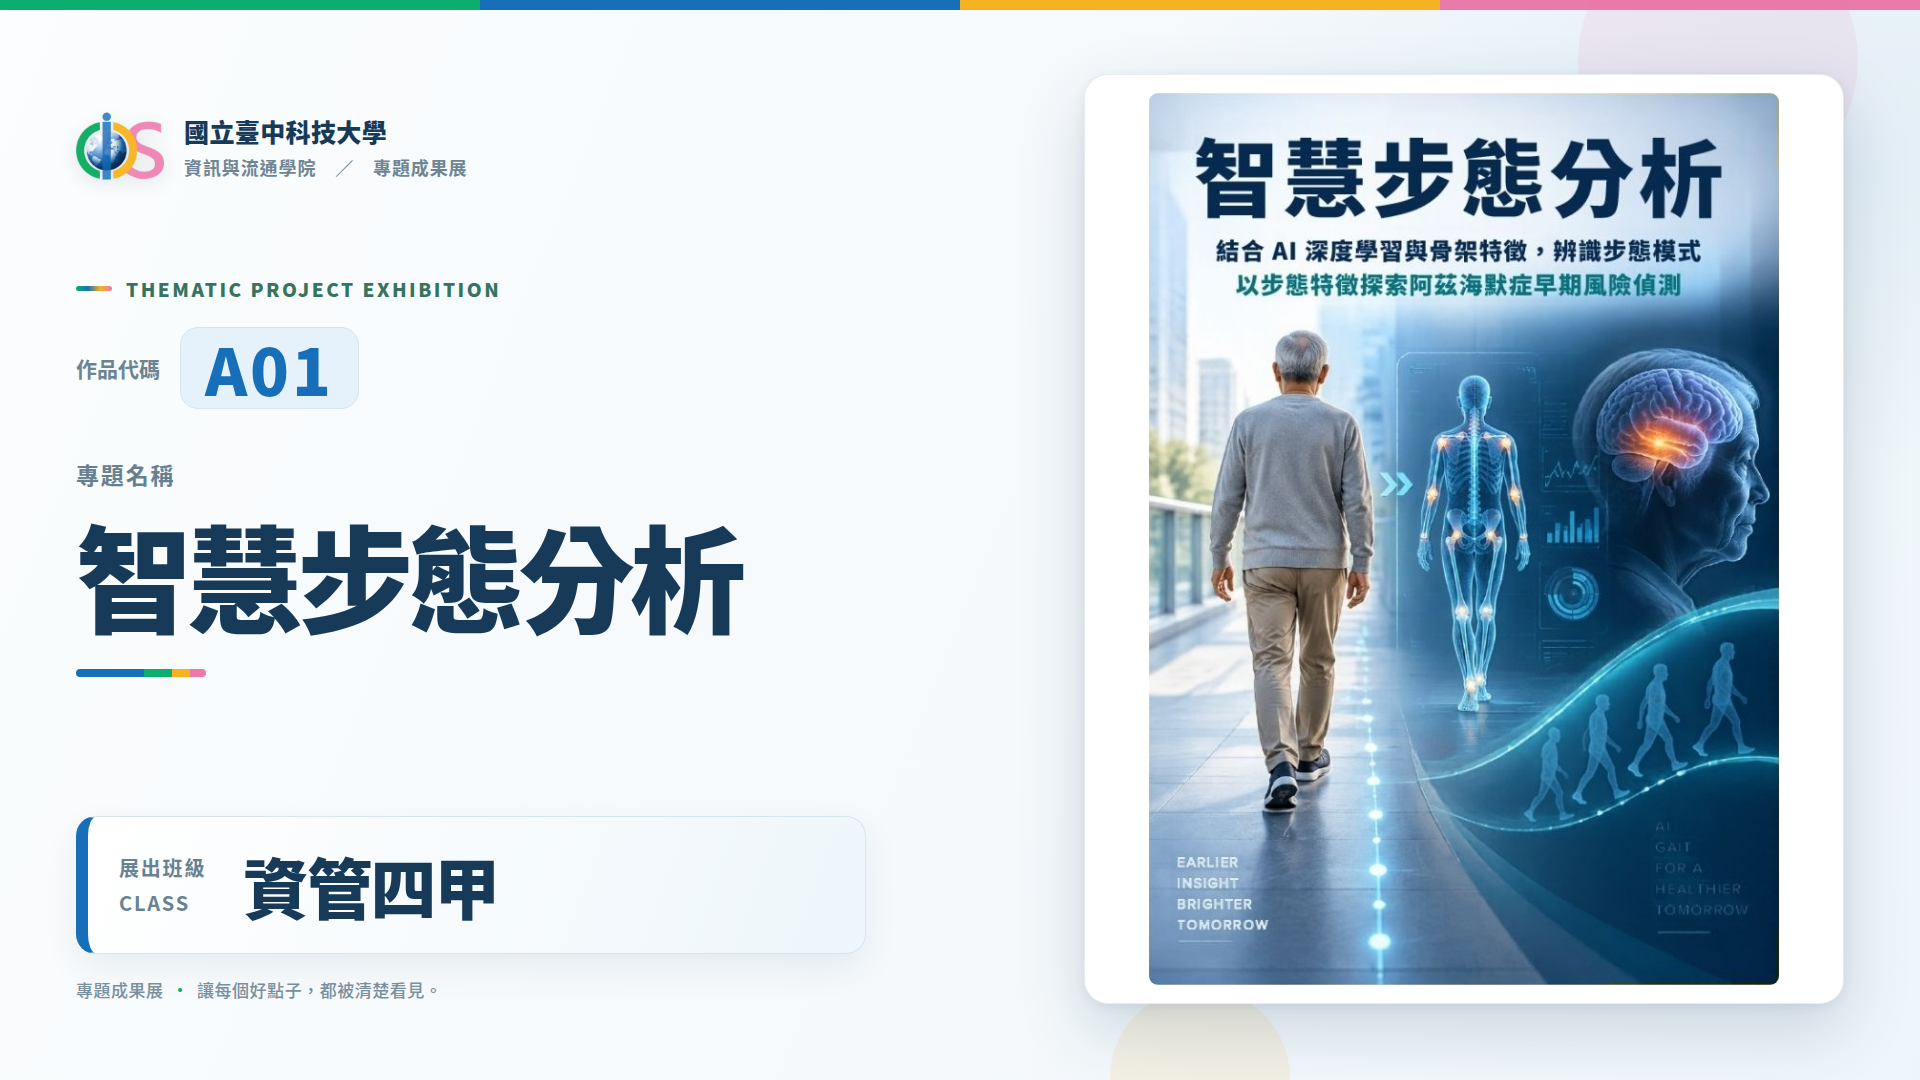 國立臺中科技大學
資訊與流通學院 ／ 專題成果展
THEMATIC PROJECT EXHIBITION
作品代碼 A01
專題名稱
智慧步態分析
展出班級
CLASS
資管四甲
專題成果展 • 讓每個好點子，都被清楚看見。
智慧步態分析
結合 AI 深度學習與骨架特徵，辨識步態模式
以步態特徵探索阿茲海默症早期風險偵測
EARLIER
INSIGHT
BRIGHTER
TOMORROW
AI
GAIT
FOR A
HEALTHIER
TOMORROW